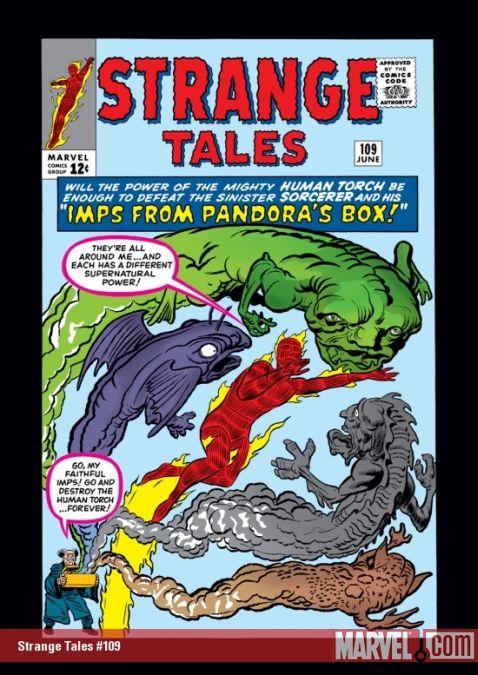 STRANGE
TALES
APPROVED
BY THE
COMICS
CODE
AUTHORITY
MARVEL
COMICS
GROUP 12¢
109
JUNE
WILL THE POWER OF THE MIGHTY HUMAN TORCH BE
ENOUGH TO DEFEAT THE SINISTER SORCERER AND HIS
"IMPS FROM PANDORA'S BOX!"
THEY'RE ALL
AROUND ME...AND
EACH HAS A DIFFERENT
SUPERNATURAL
POWER!
GO, MY
FAITHFUL
IMPS! GO AND
DESTROY THE
HUMAN TORCH
...FOREVER!
Strange Tales #109
MARVEL.com